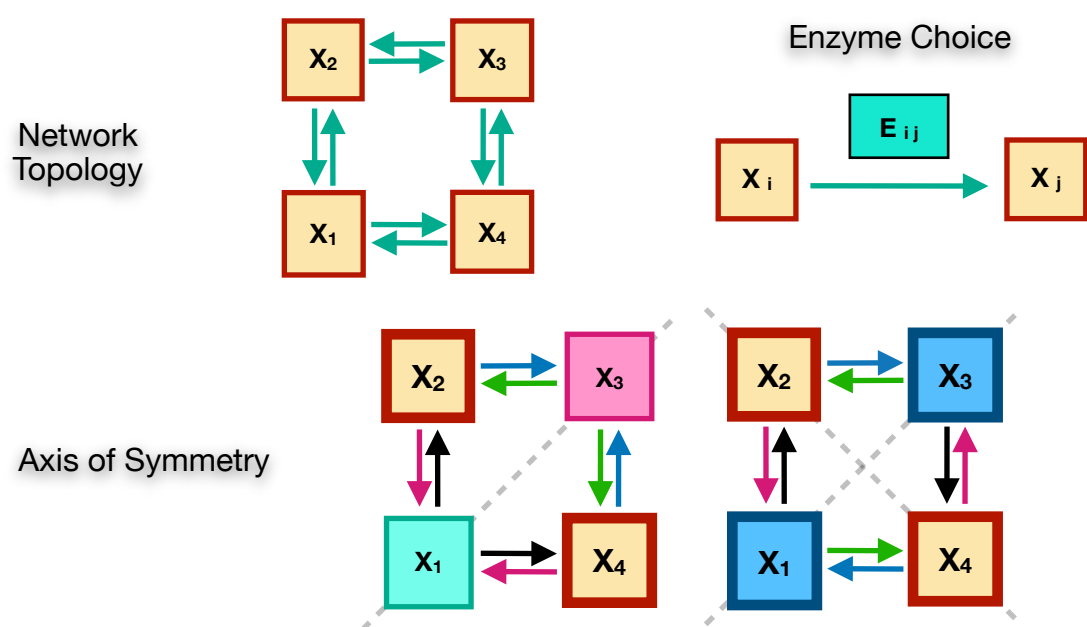 Enzyme Choice
X₂
X₃
E i j
Network
Topology
X i
X j
X₁
X₄
X₂
X₃
X₂
X₃
Axis of Symmetry
X₁
X₄
X₁
X₄